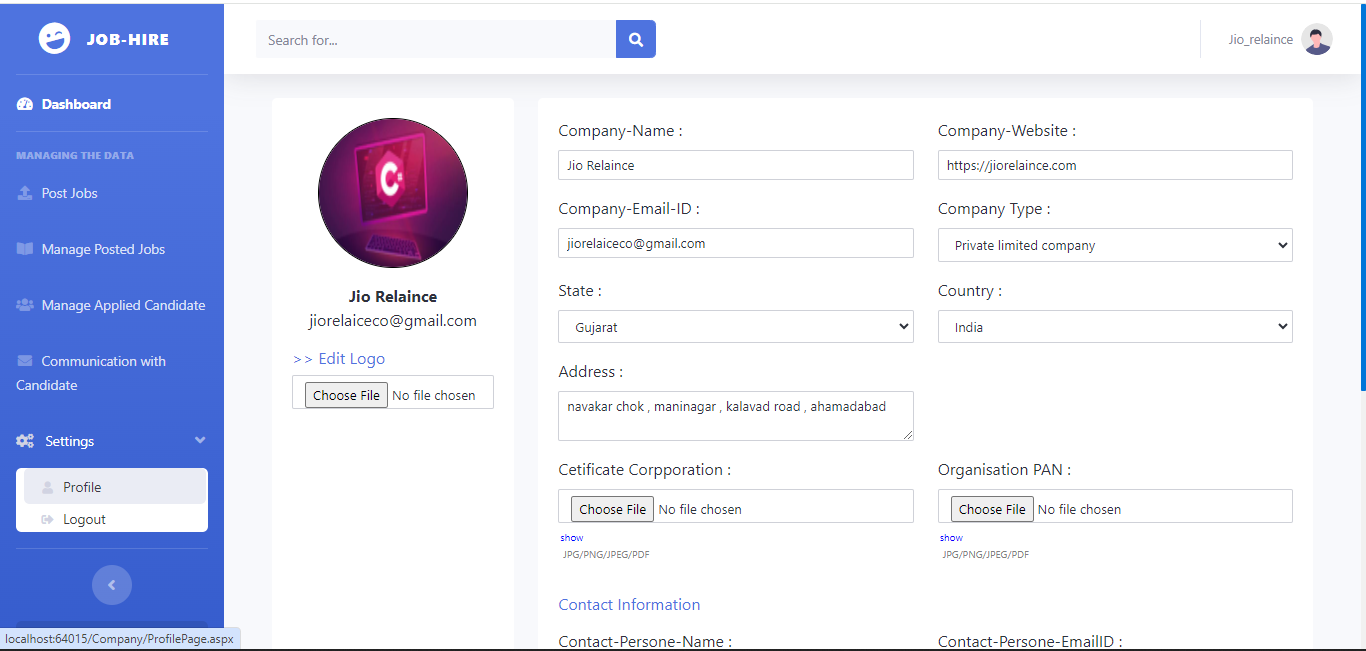 JOB-HIRE
Search for...
Jio_relaince
Dashboard
MANAGING THE DATA
Post Jobs
Manage Posted Jobs
Manage Applied Candidate
Communication with
Candidate
Settings
Profile
Logout
localhost:64015/Company/ProfilePage.aspx
Jio Relaince
jiorelaiceco@gmail.com
>> Edit Logo
Choose File No file chosen
Company-Name :
Jio Relaince
Company-Website :
https://jiorelaince.com
Company-Email-ID :
jiorelaiceco@gmail.com
Company Type :
Private limited company
State :
Gujarat
Country :
India
Address :
navakar chok , maninagar , kalavad road , ahamadabad
Cetificate Corpporation :
Choose File No file chosen
show
JPG/PNG/JPEG/PDF
Organisation PAN :
Choose File No file chosen
show
JPG/PNG/JPEG/PDF
Contact Information
Contact-Persone-Name :
Contact-Persone-EmailID :